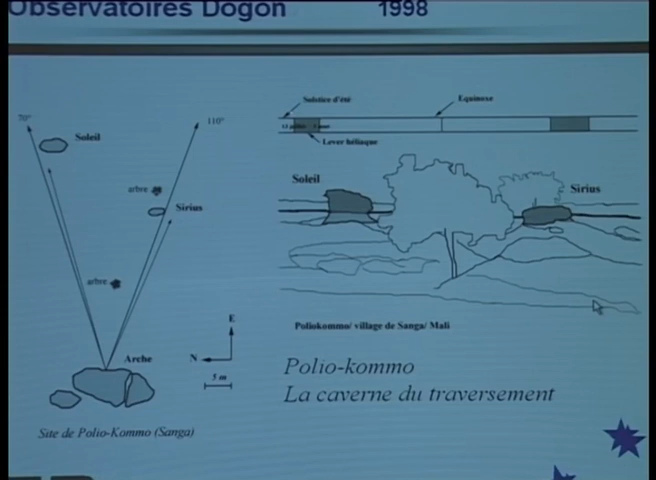 Observatoires Dogon 1998
70°
110°
Soleil
arbre
Sirius
arbre
Arche
E
N
5 m
Site de Polio-Kommo (Sanga)
Solstice d'été
Equinoxe
Lever héliaque
Soleil
Sirius
Poliokommo/ village de Sanga/ Mali
Polio-kommo
La caverne du traversement